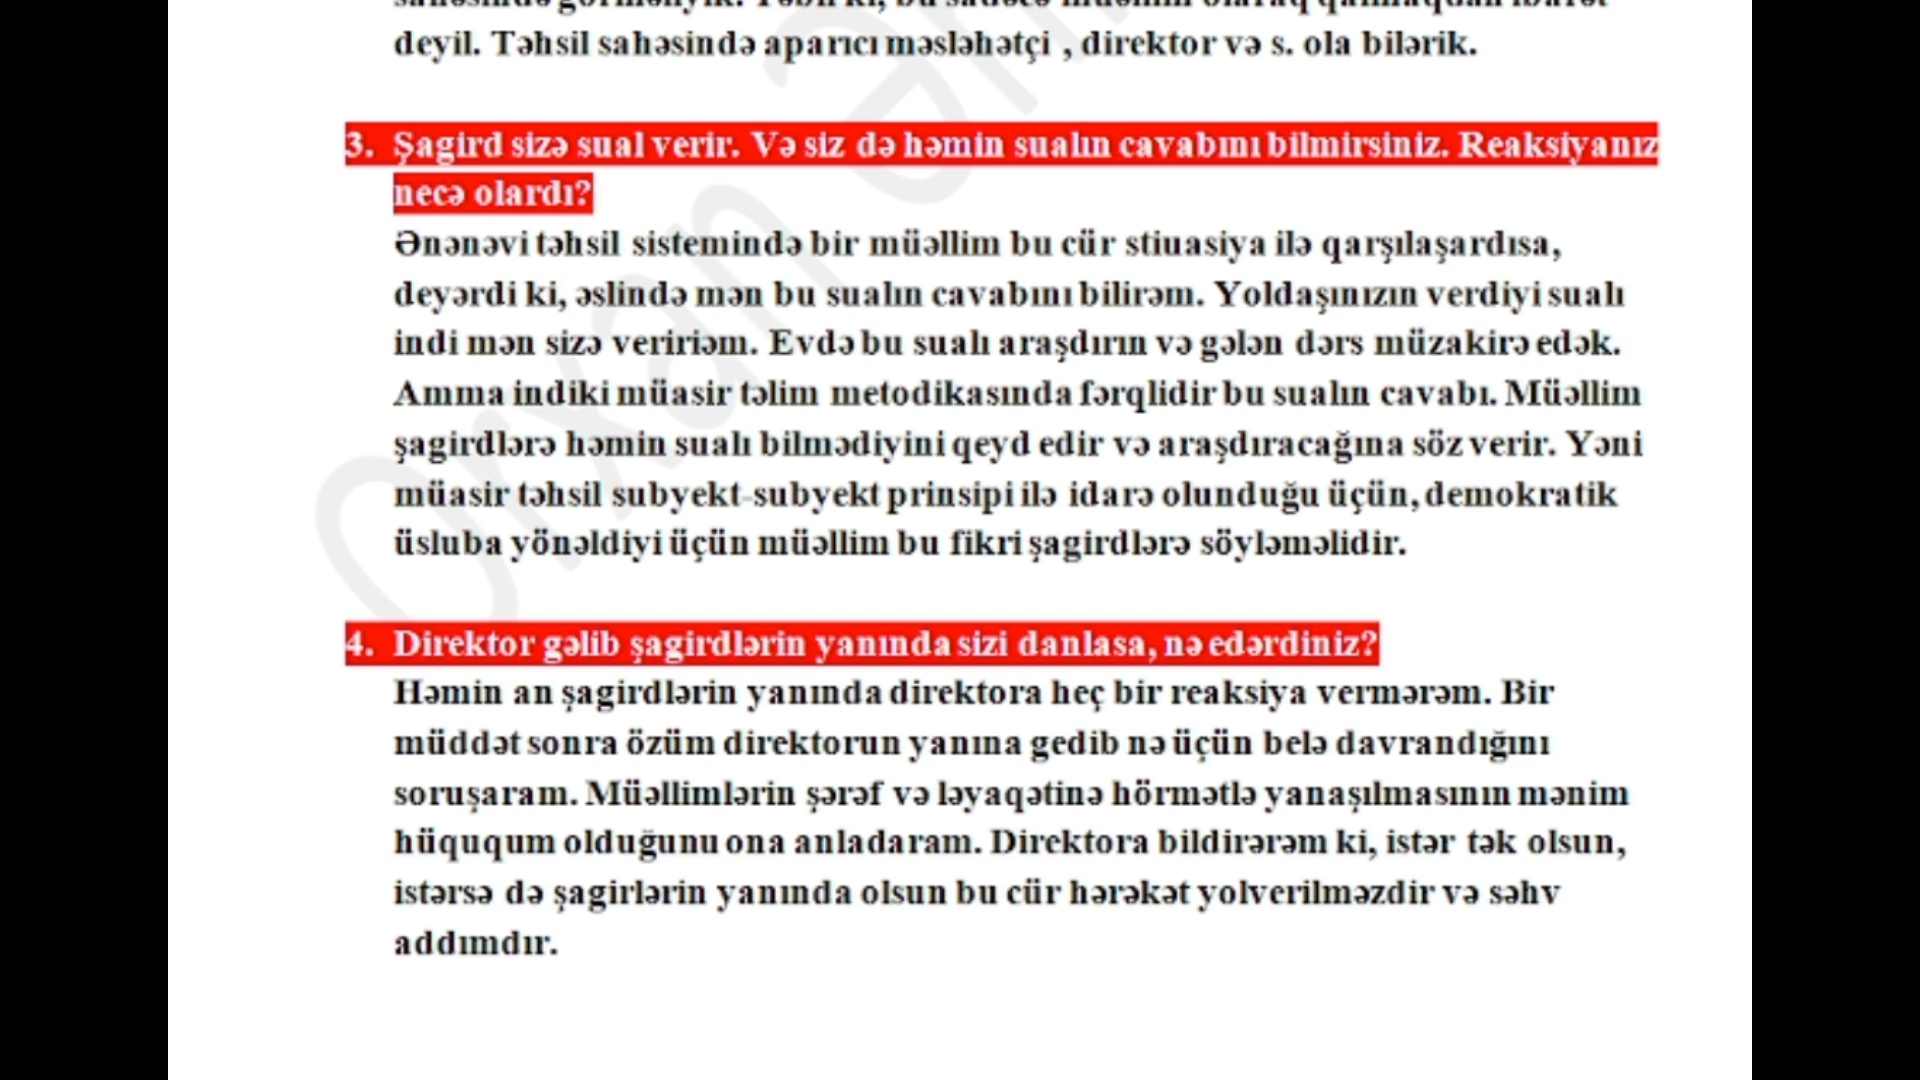 deyil. Təhsil sahəsində aparıcı məsləhətçi , direktor və s. ola bilərik.
3. Şagird sizə sual verir. Və siz də həmin sualın cavabını bilmirsiniz. Reaksiyanız
necə olardı?
Ənənəvi təhsil sistemində bir müəllim bu cür stiuasiya ilə qarşılaşardısa,
deyərdi ki, əslində mən bu sualın cavabını bilirəm. Yoldaşınızın verdiyi sualı
indi mən sizə veririəm. Evdə bu sualı araşdırın və gələn dərs müzakirə edək.
Amma indiki müasir təlim metodikasında fərqlidir bu sualın cavabı. Müəllim
şagirdlərə həmin sualı bilmədiyini qeyd edir və araşdıracağına söz verir. Yəni
müasir təhsil subyekt-subyekt prinsipi ilə idarə olunduğu üçün, demokratik
üsluba yönəldiyi üçün müəllim bu fikri şagirdlərə söyləməlidir.
4. Direktor gəlib şagirdlərin yanında sizi danlasa, nə edərdiniz?
Həmin an şagirdlərin yanında direktora heç bir reaksiya vermərəm. Bir
müddət sonra özüm direktorun yanına gedib nə üçün belə davrandığını
soruşaram. Müəllimlərin şərəf və ləyaqətinə hörmətlə yanaşılmasının mənim
hüququm olduğunu ona anladaram. Direktora bildirərəm ki, istər tək olsun,
istərsə də şagirlərin yanında olsun bu cür hərəkət yolverilməzdir və səhv
addımdır.
Orxan